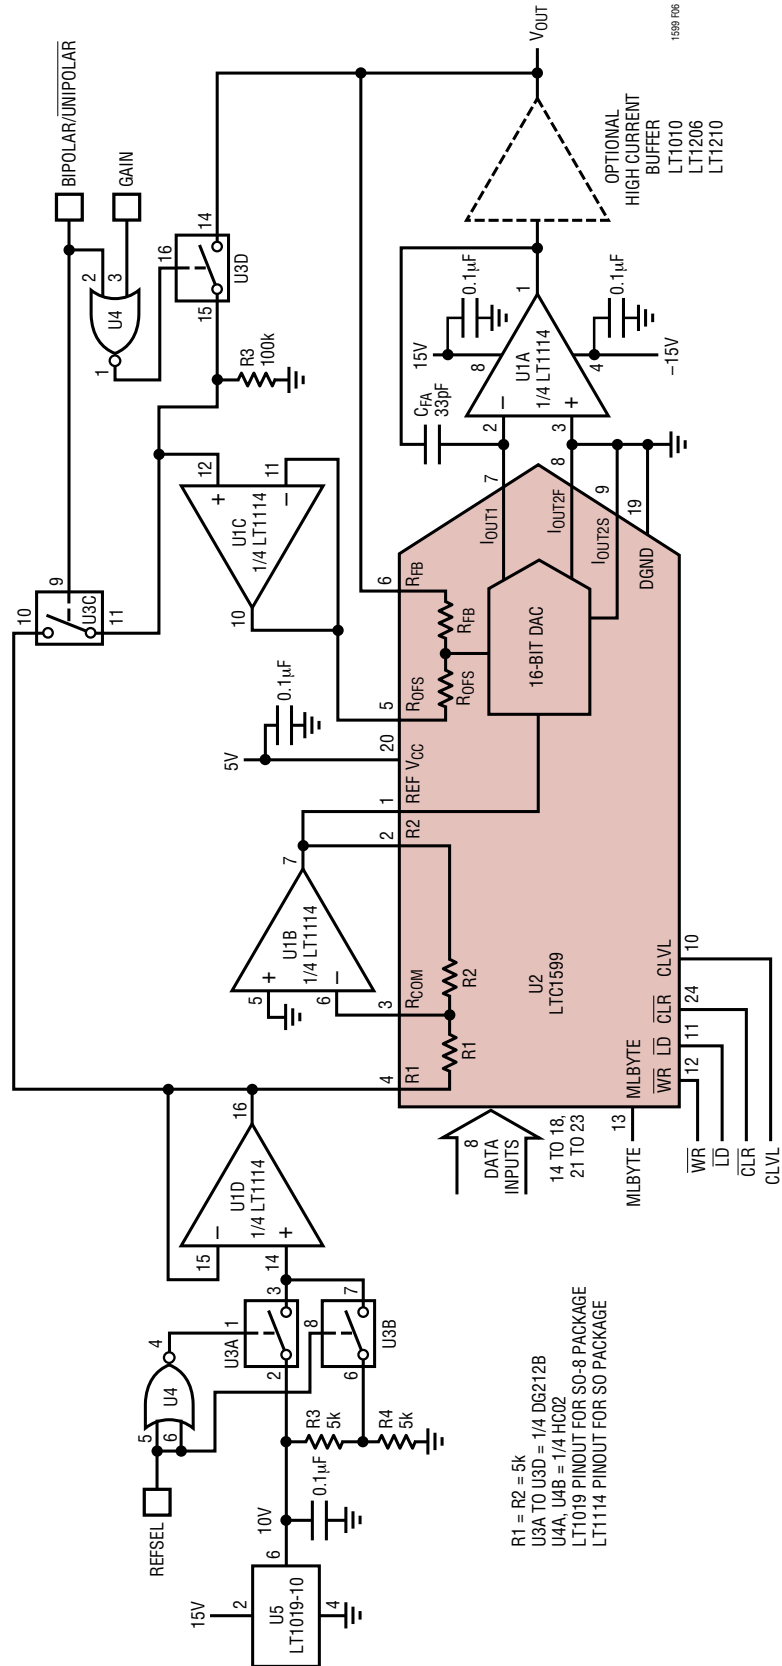 15V
2
U5
LT1019-10
4
6
10V
0.1µF
REFSEL
5
6
U4
4
R3
5k
R4
5k
U3A
1
2
3
U3B
8
6
7
15
14
–
+
U1D
1/4 LT1114
16
5
6
+
–
U1B
1/4 LT1114
7
5V
0.1µF
10
9
U3C
11
BIPOLAR/UNIPOLAR
GAIN
2
3
U4
1
16
15
14
U3D
R3
100k
12
11
+
–
U1C
1/4 LT1114
10
4
3
2
1
20
5
6
R1
RCOM
R2
REF
VCC
ROFS
RFB
R1
R2
ROFS
RFB
16-BIT DAC
U2
LTC1599
IOUT1
7
IOUT2F
8
IOUT2S
9
DGND
19
CFA
33pF
2
3
–
+
U1A
1/4 LT1114
1
15V
8
0.1µF
4
–15V
0.1µF
OPTIONAL
HIGH CURRENT
BUFFER
LT1010
LT1206
LT1210
VOUT
8
DATA
INPUTS
14 TO 18,
21 TO 23
MLBYTE
13
MLBYTE
WR
LD
CLR
CLVL
12
11
24
10
WR
LD
CLR
CLVL
R1 = R2 = 5k
U3A TO U3D = 1/4 DG212B
U4A, U4B = 1/4 HC02
LT1019 PINOUT FOR SO-8 PACKAGE
LT1114 PINOUT FOR SO PACKAGE
1599 F06